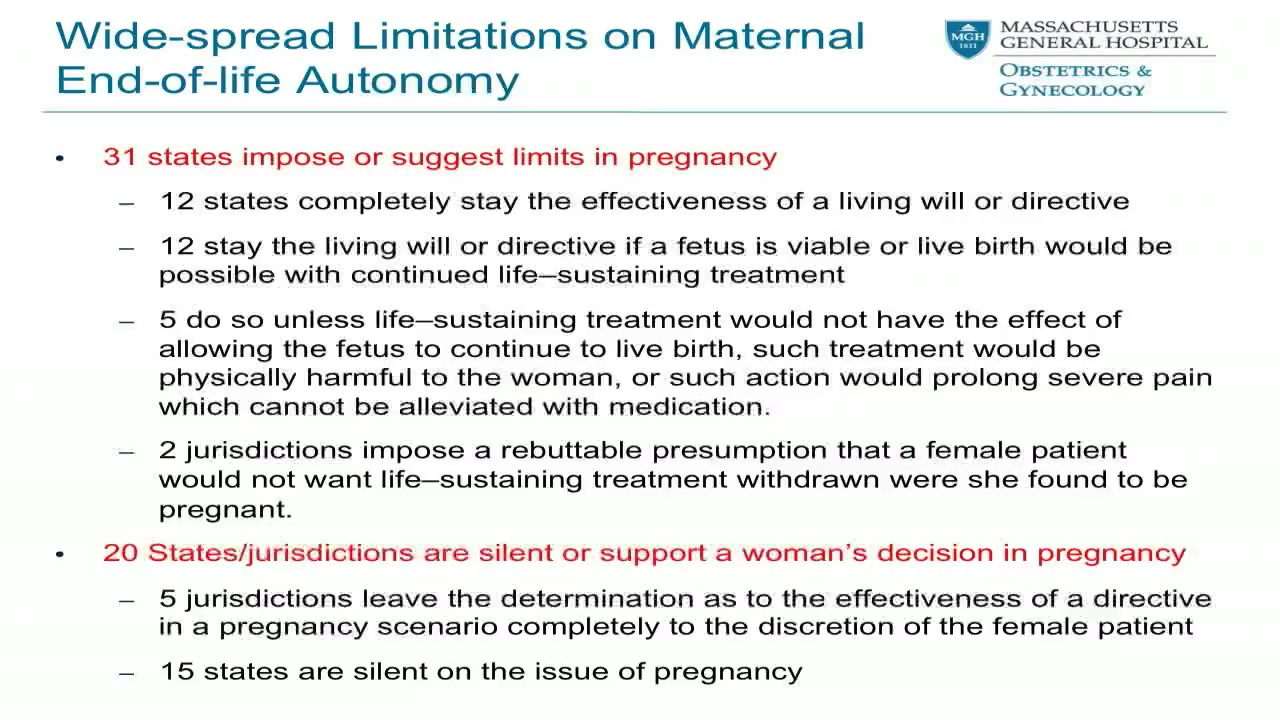 Wide-spread Limitations on Maternal
End-of-life Autonomy
MGH
1811
MASSACHUSETTS
GENERAL HOSPITAL
OBSTETRICS &
GYNECOLOGY
• 31 states impose or suggest limits in pregnancy
– 12 states completely stay the effectiveness of a living will or directive
– 12 stay the living will or directive if a fetus is viable or live birth would be
possible with continued life–sustaining treatment
– 5 do so unless life–sustaining treatment would not have the effect of
allowing the fetus to continue to live birth, such treatment would be
physically harmful to the woman, or such action would prolong severe pain
which cannot be alleviated with medication.
– 2 jurisdictions impose a rebuttable presumption that a female patient
would not want life–sustaining treatment withdrawn were she found to be
pregnant.
• 20 States/jurisdictions are silent or support a woman’s decision in pregnancy
– 5 jurisdictions leave the determination as to the effectiveness of a directive
in a pregnancy scenario completely to the discretion of the female patient
– 15 states are silent on the issue of pregnancy